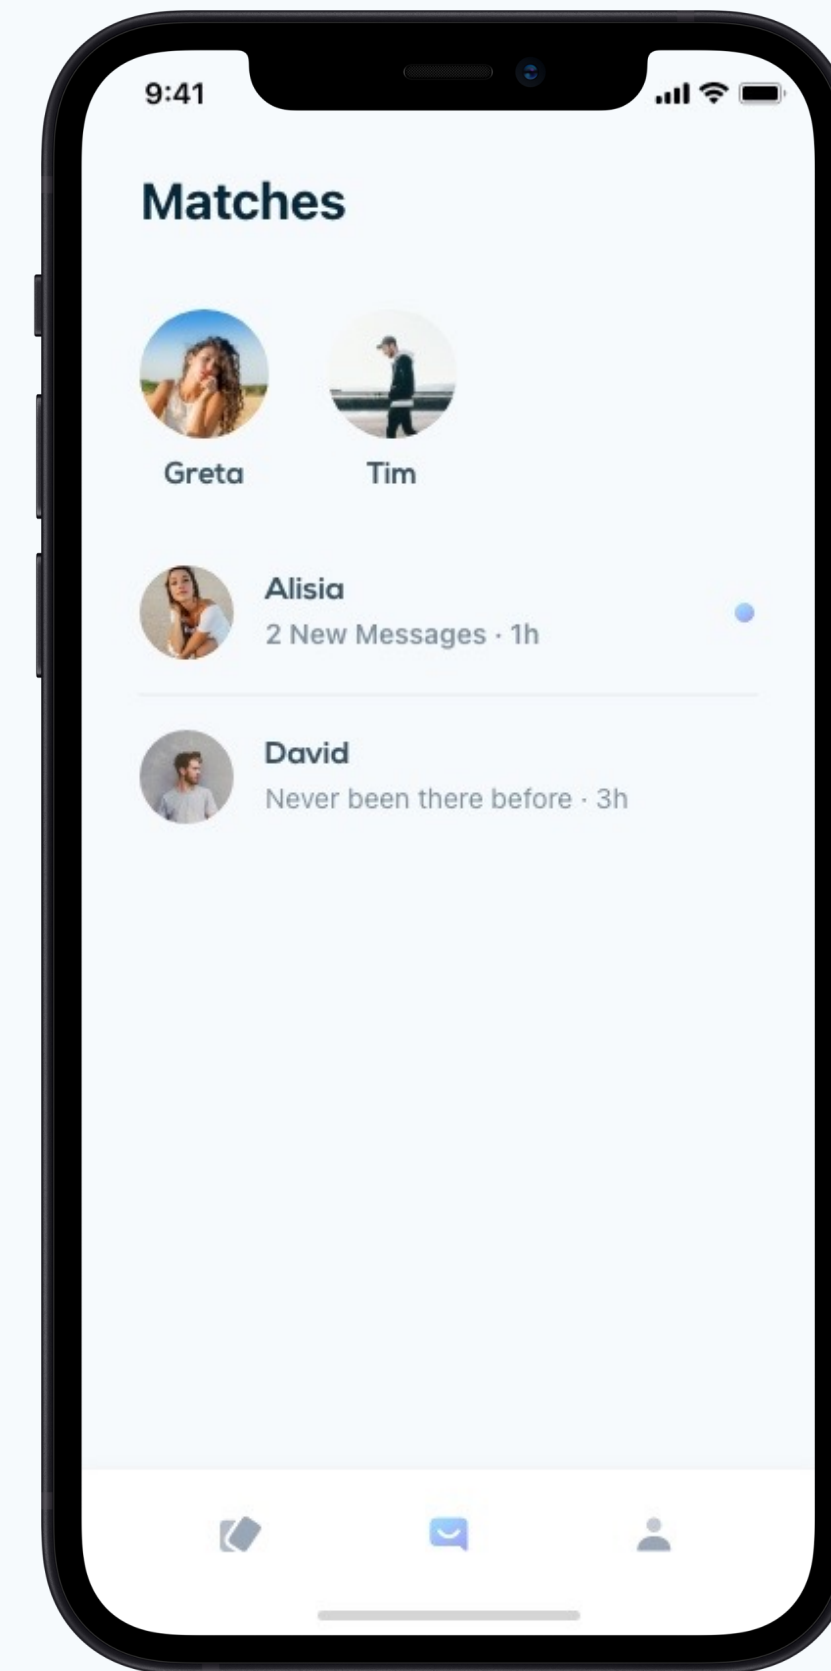 9:41
Matches
Greta
Tim
Alisia
2 New Messages · 1h
David
Never been there before · 3h